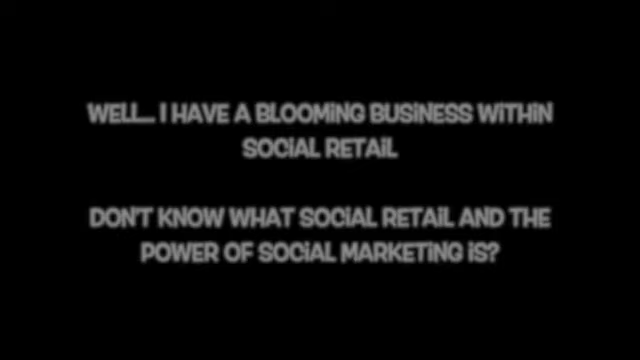 WELL... I HAVE A BLOOMING BUSINESS WITHIN
SOCIAL RETAIL
DON'T KNOW WHAT SOCIAL RETAIL AND THE
POWER OF SOCIAL MARKETING IS?